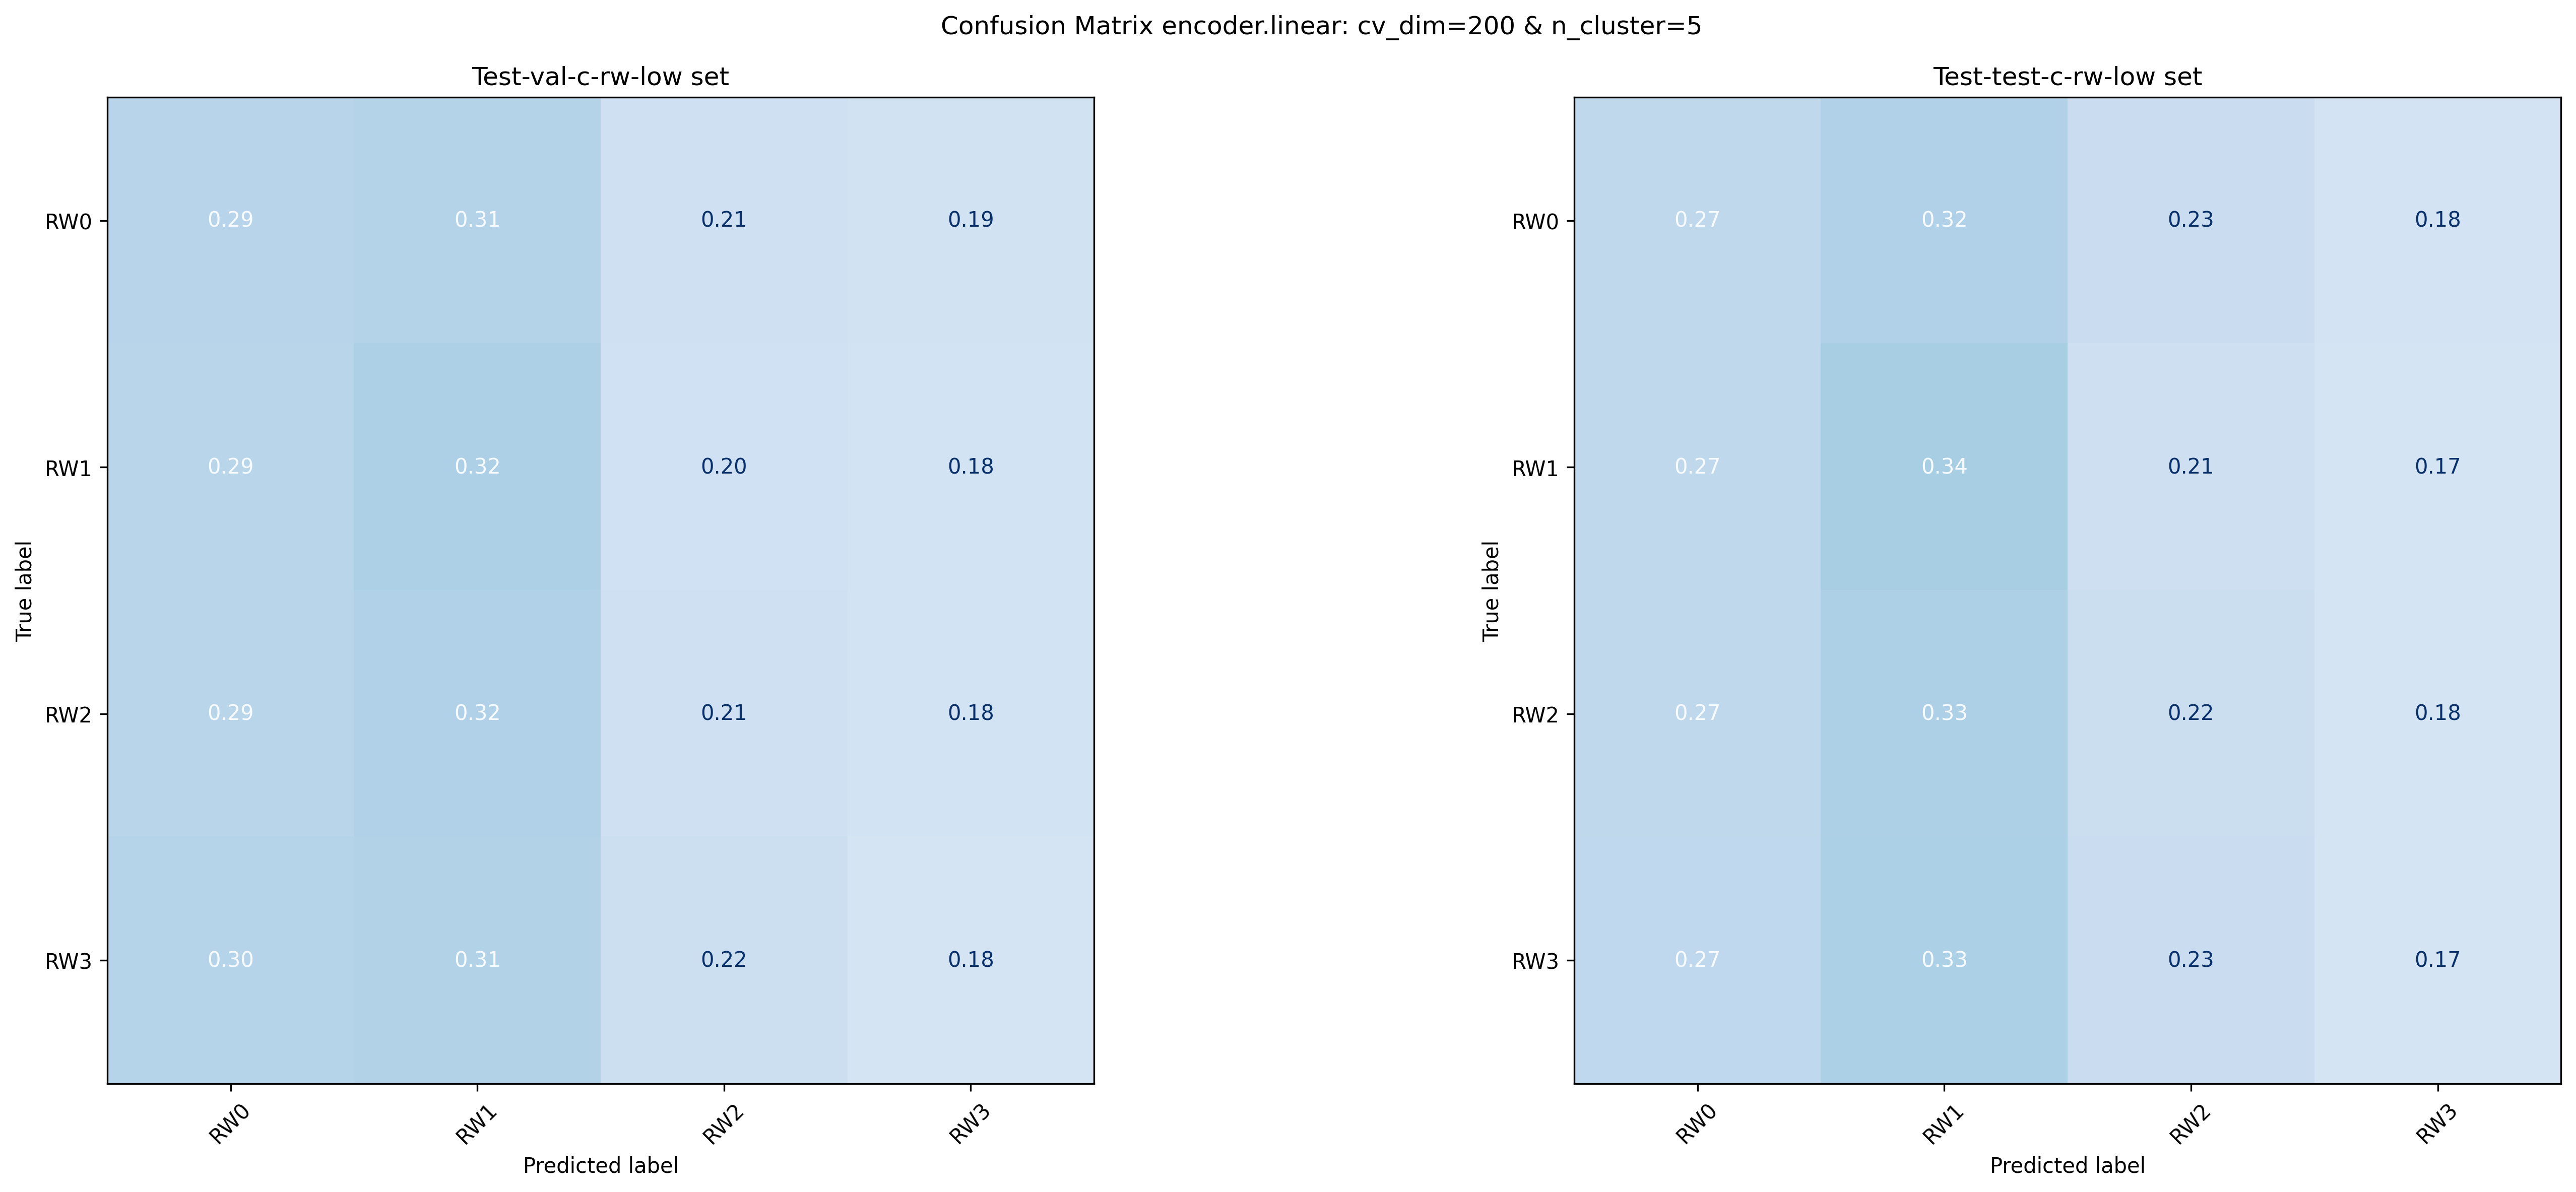 Confusion Matrix encoder.linear: cv_dim=200 & n_cluster=5
Test-val-c-rw-low set
True label
RW0 0.29 0.31 0.21 0.19
RW1 0.29 0.32 0.20 0.18
RW2 0.29 0.32 0.21 0.18
RW3 0.30 0.31 0.22 0.18
RW0 RW1 RW2 RW3
Predicted label
Test-test-c-rw-low set
True label
RW0 0.27 0.32 0.23 0.18
RW1 0.27 0.34 0.21 0.17
RW2 0.27 0.33 0.22 0.18
RW3 0.27 0.33 0.23 0.17
RW0 RW1 RW2 RW3
Predicted label